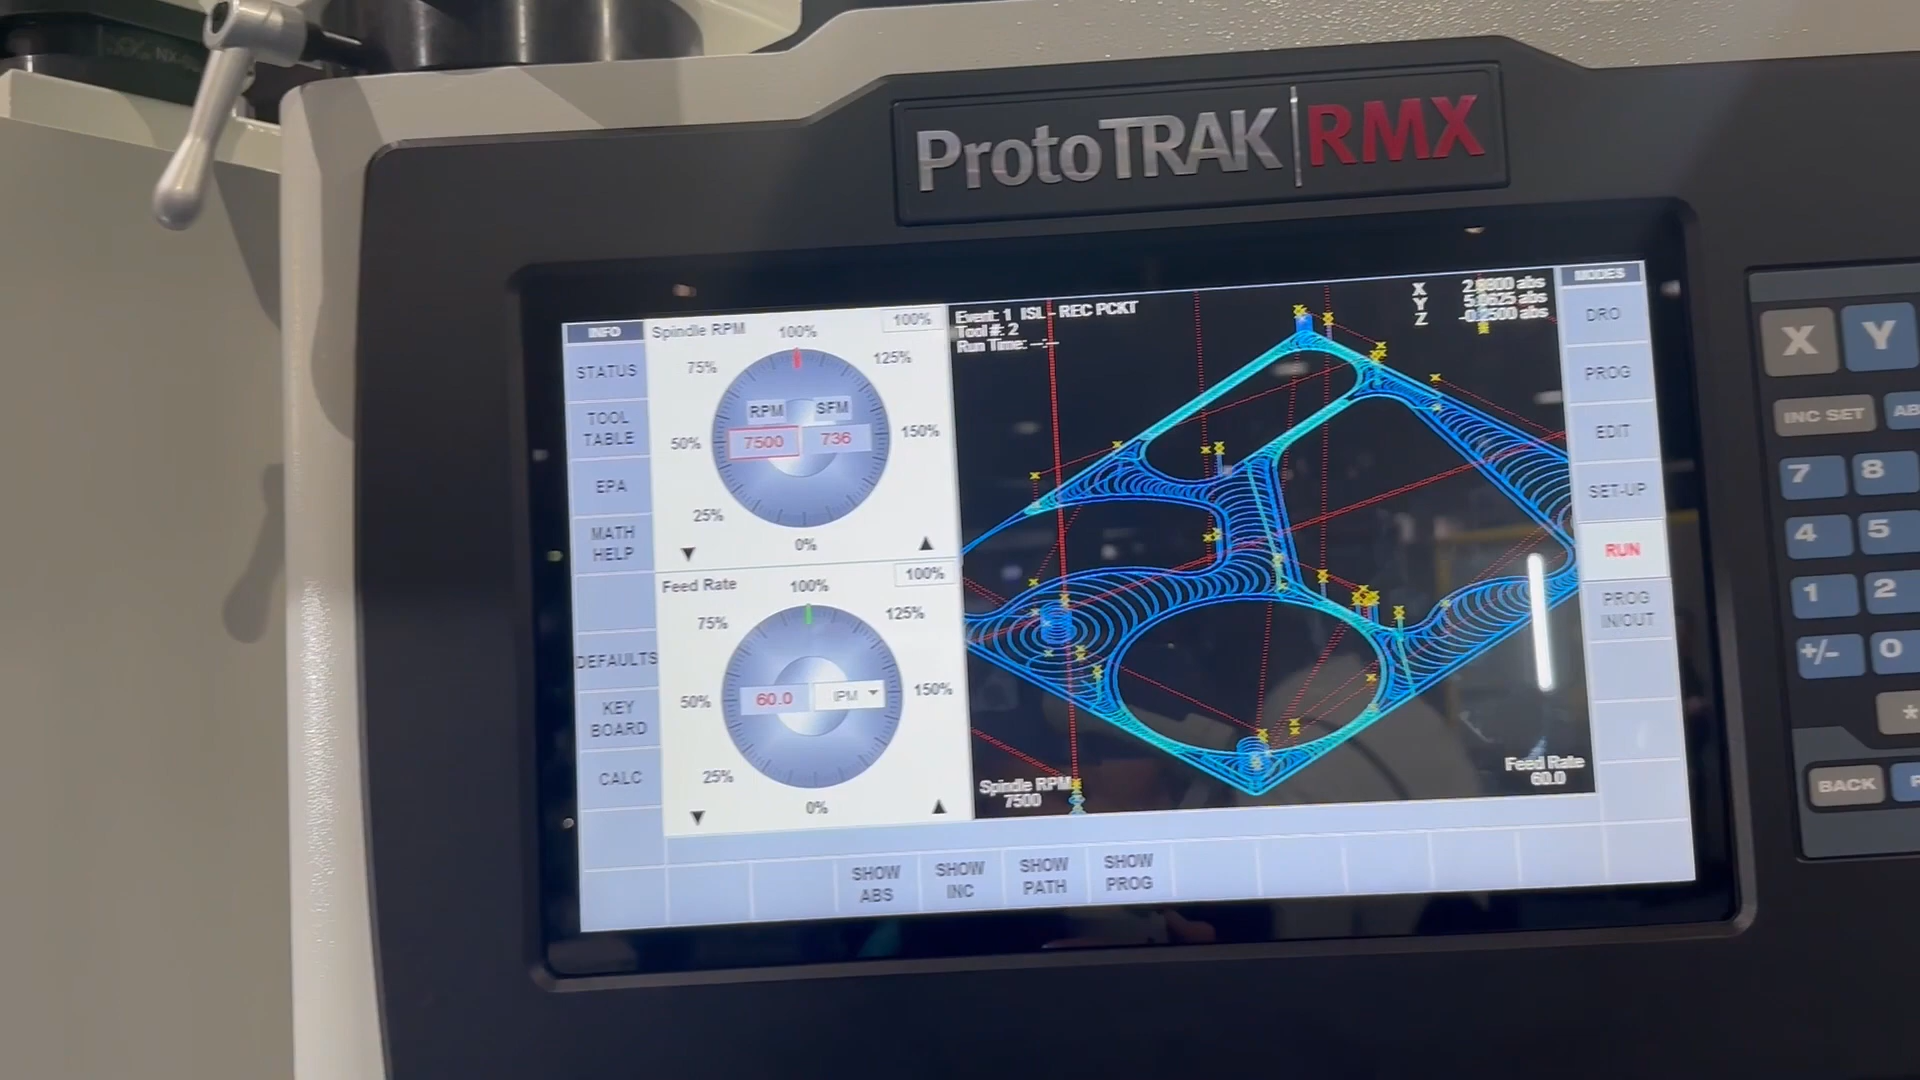 ProtoTRAK RMX
INFO
STATUS
TOOL
TABLE
EPA
MATH
HELP
DEFAULTS
KEY
BOARD
CALC
Spindle RPM
100%
100%
75%
125%
RPM
SFM
50%
7500
736
150%
25%
0%
Feed Rate
100%
100%
75%
125%
50%
60.0
IPM
150%
25%
0%
Event: 1 ISL - REC PCKT
Tool #: 2
Run Time: --:--
X
abs
Y 5.0625 abs
Z -0.2500 abs
Spindle RPM
7500
Feed Rate
60.0
MODES
DRO
PROG
EDIT
SET-UP
RUN
PROG
IN/OUT
SHOW
ABS
SHOW
INC
SHOW
PATH
SHOW
PROG
X Y
INC SET AB
7 8
4 5
1 2
+/- 0
*
BACK